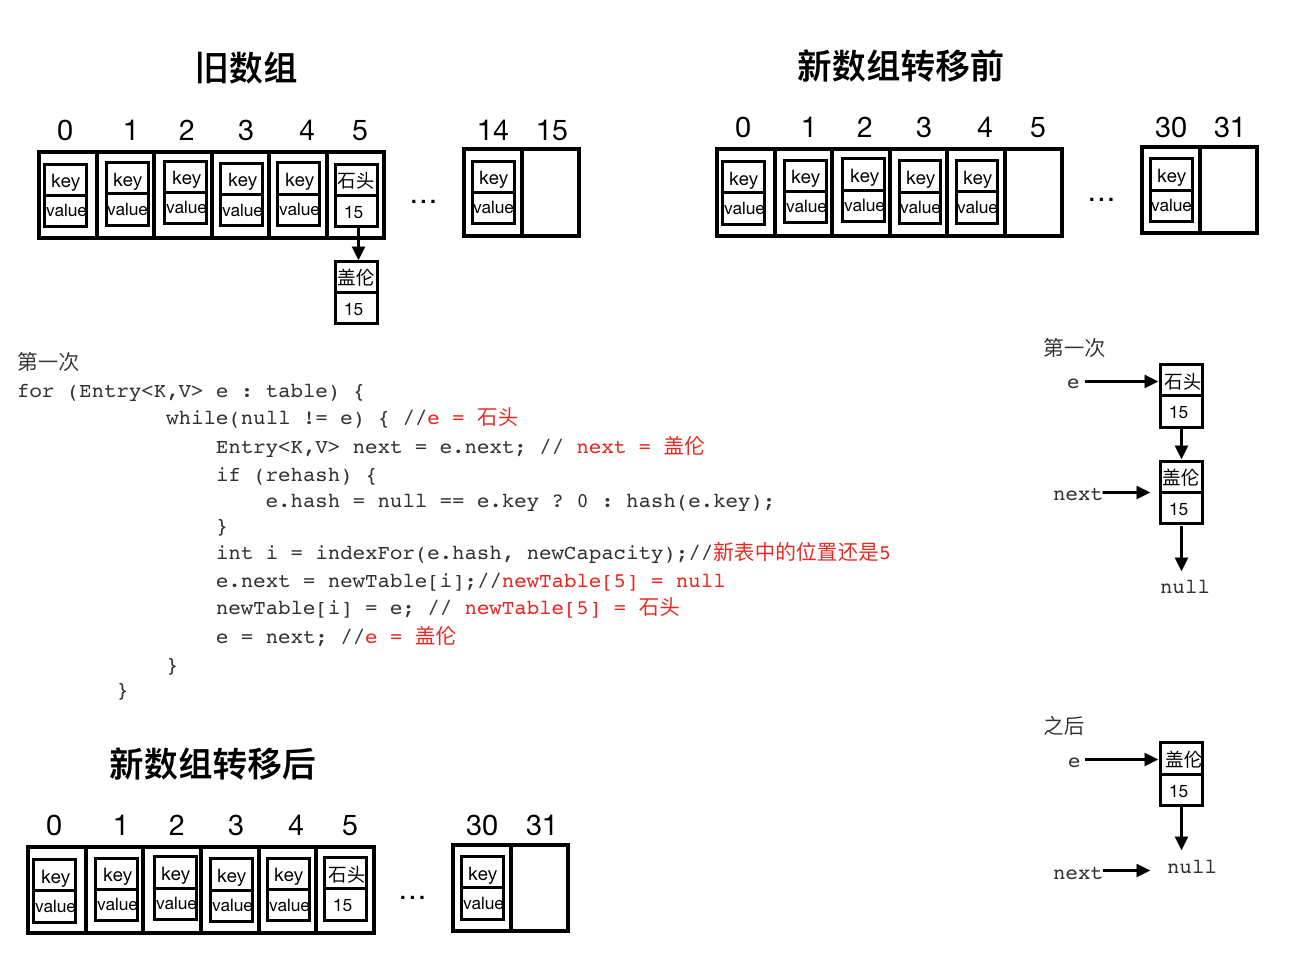 旧数组
0 1 2 3 4 5 14 15
key key key key key 石头 ... key
value value value value value 15 value
盖伦
15
新数组转移前
0 1 2 3 4 5 30 31
key key key key key ... key
value value value value value value
第一次
for (Entry<K,V> e : table) {
while(null != e) { //e = 石头
Entry<K,V> next = e.next; // next = 盖伦
if (rehash) {
e.hash = null == e.key ? 0 : hash(e.key);
}
int i = indexFor(e.hash, newCapacity);//新表中的位置还是5
e.next = newTable[i];//newTable[5] = null
newTable[i] = e; // newTable[5] = 石头
e = next; //e = 盖伦
}
}
第一次
e 石头
15
盖伦
next 15
null
之后
e 盖伦
15
next null
新数组转移后
0 1 2 3 4 5 30 31
key key key key key 石头 ... key
value value value value value 15 value